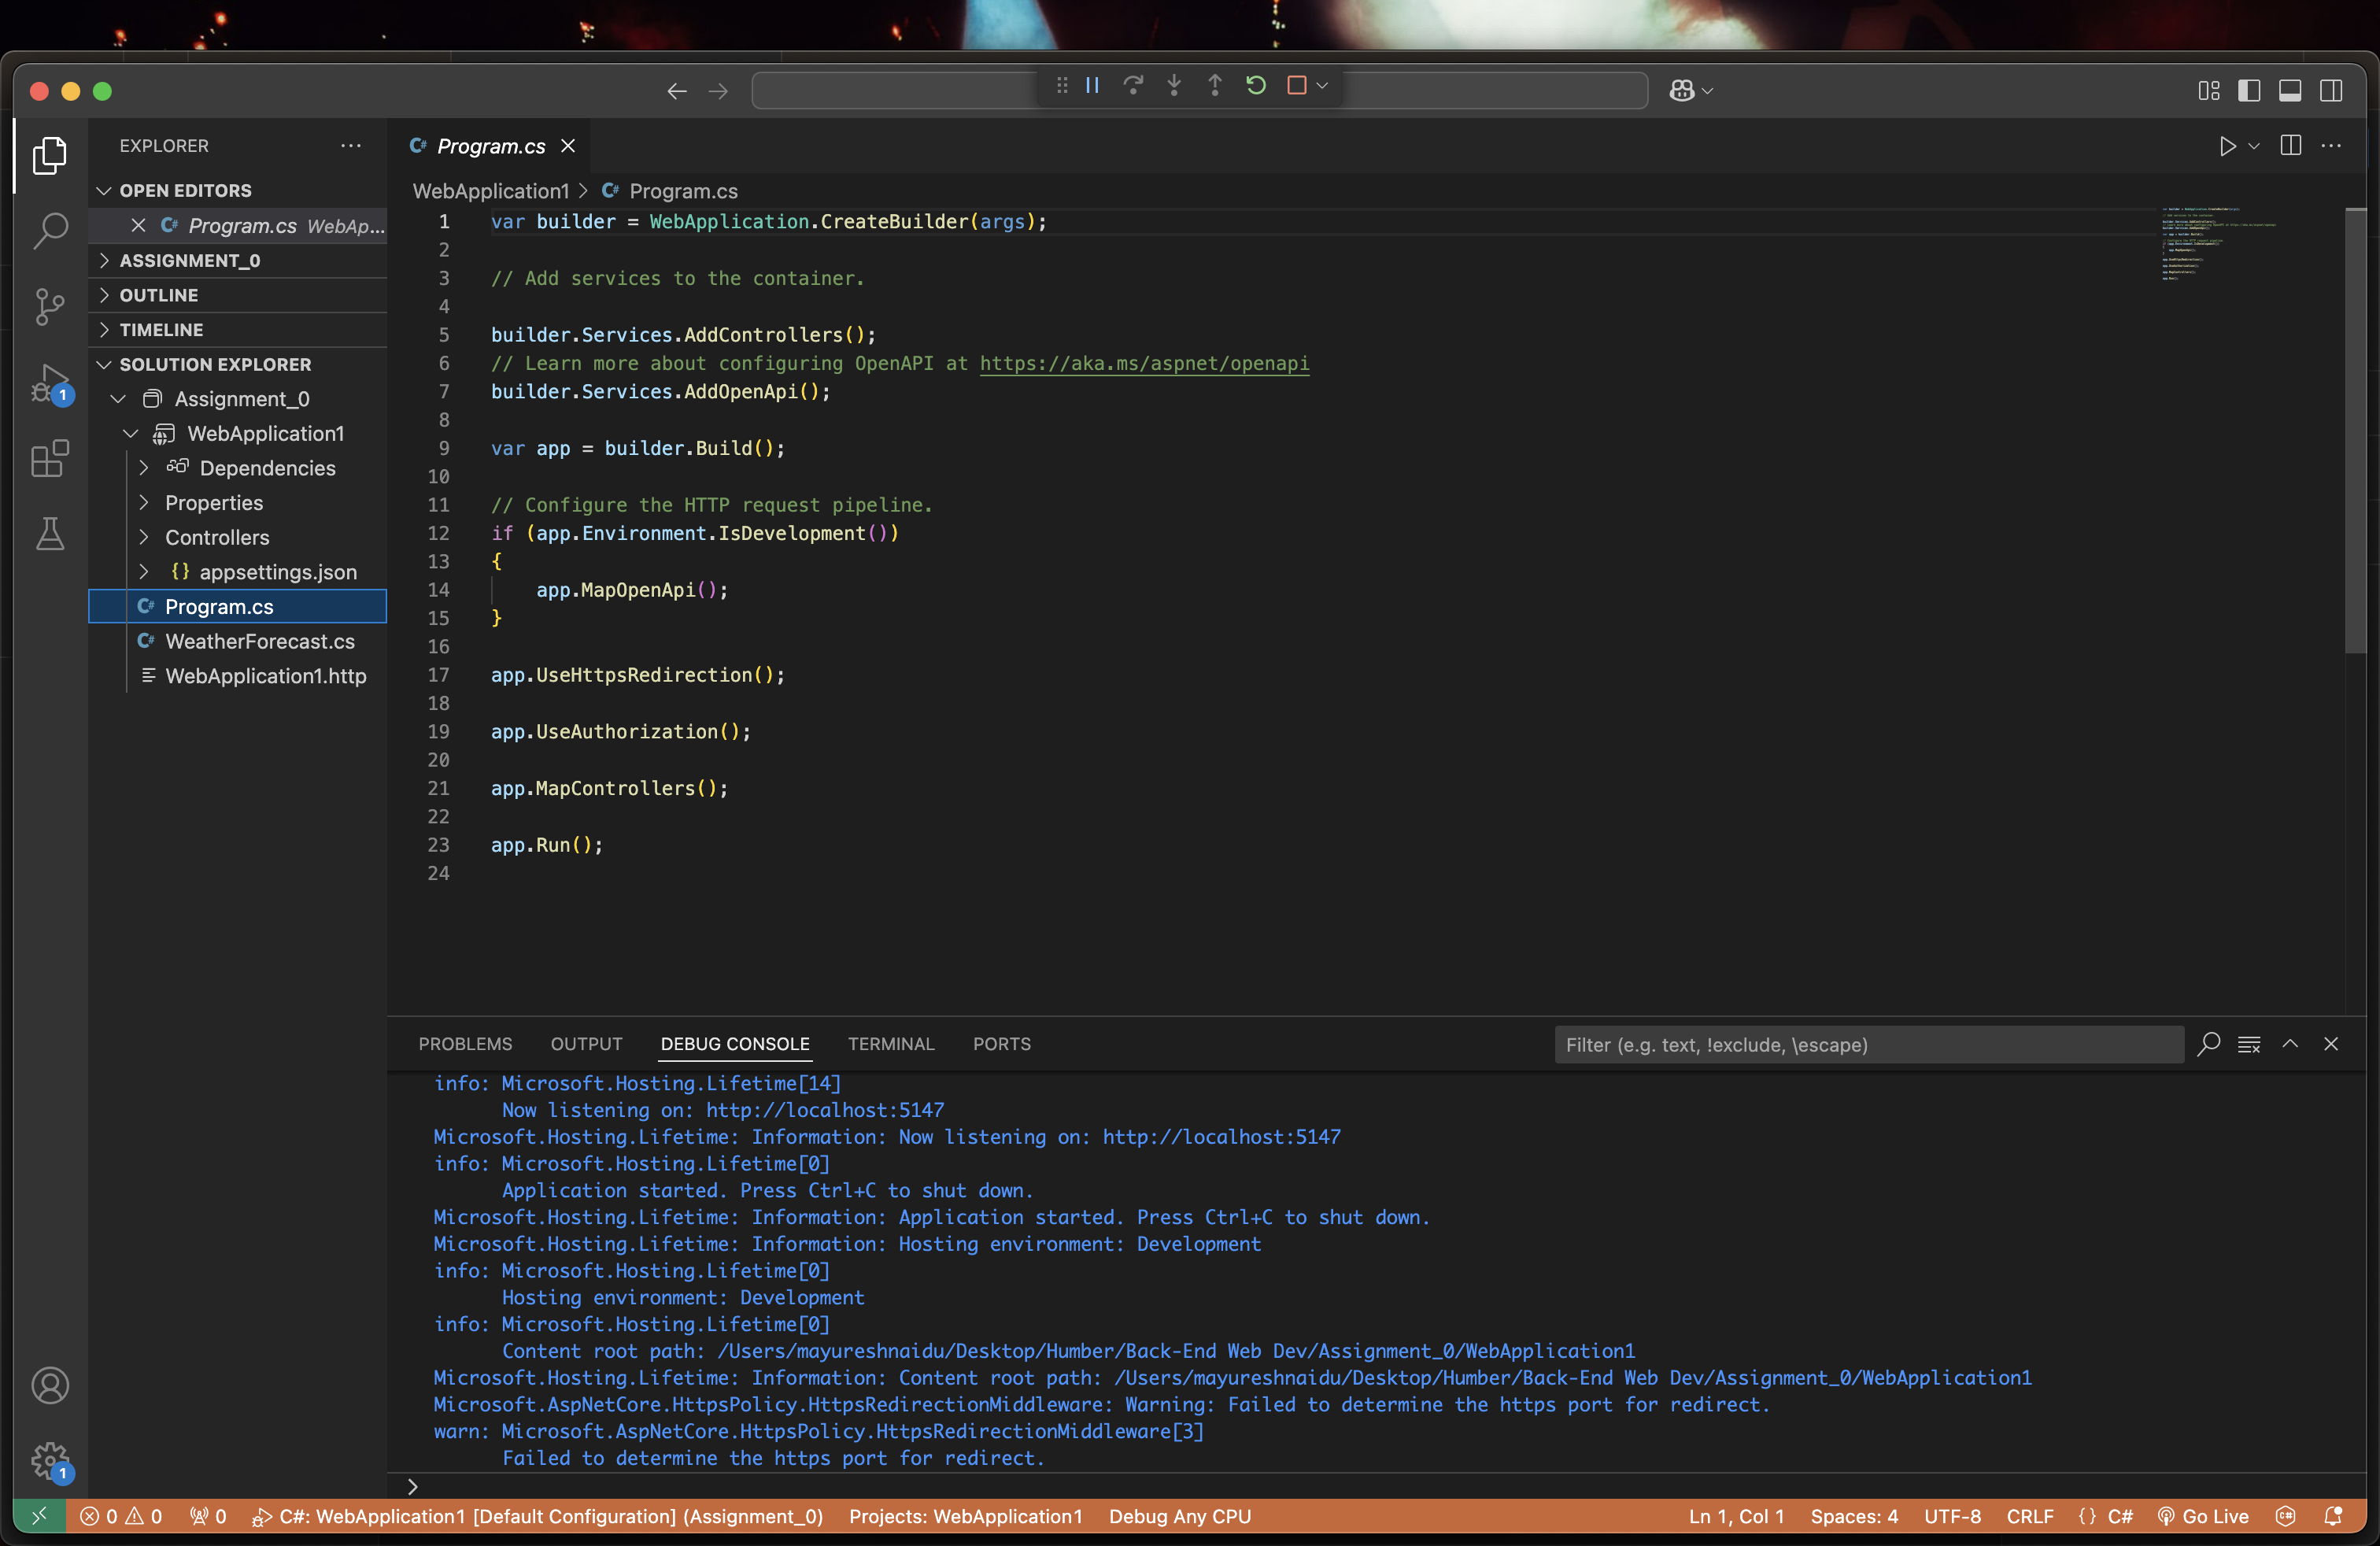 EXPLORER
OPEN EDITORS
Program.cs WebAp...
ASSIGNMENT_0
OUTLINE
TIMELINE
SOLUTION EXPLORER
Assignment_0
WebApplication1
Dependencies
Properties
Controllers
{} appsettings.json
C# Program.cs
C# WeatherForecast.cs
WebApplication1.http
1
1
C# Program.cs
WebApplication1 > C# Program.cs
1 var builder = WebApplication.CreateBuilder(args);
2
3 // Add services to the container.
4
5 builder.Services.AddControllers();
6 // Learn more about configuring OpenAPI at https://aka.ms/aspnet/openapi
7 builder.Services.AddOpenApi();
8
9 var app = builder.Build();
10
11 // Configure the HTTP request pipeline.
12 if (app.Environment.IsDevelopment())
13 {
14 app.MapOpenApi();
15 }
16
17 app.UseHttpsRedirection();
18
19 app.UseAuthorization();
20
21 app.MapControllers();
22
23 app.Run();
24
PROBLEMS OUTPUT DEBUG CONSOLE TERMINAL PORTS Filter (e.g. text, !exclude, \escape)
info: Microsoft.Hosting.Lifetime[14]
Now listening on: http://localhost:5147
Microsoft.Hosting.Lifetime: Information: Now listening on: http://localhost:5147
info: Microsoft.Hosting.Lifetime[0]
Application started. Press Ctrl+C to shut down.
Microsoft.Hosting.Lifetime: Information: Application started. Press Ctrl+C to shut down.
Microsoft.Hosting.Lifetime: Information: Hosting environment: Development
info: Microsoft.Hosting.Lifetime[0]
Hosting environment: Development
info: Microsoft.Hosting.Lifetime[0]
Content root path: /Users/mayureshnaidu/Desktop/Humber/Back-End Web Dev/Assignment_0/WebApplication1
Microsoft.Hosting.Lifetime: Information: Content root path: /Users/mayureshnaidu/Desktop/Humber/Back-End Web Dev/Assignment_0/WebApplication1
Microsoft.AspNetCore.HttpsPolicy.HttpsRedirectionMiddleware: Warning: Failed to determine the https port for redirect.
warn: Microsoft.AspNetCore.HttpsPolicy.HttpsRedirectionMiddleware[3]
Failed to determine the https port for redirect.
>
0 0 0 C#: WebApplication1 [Default Configuration] (Assignment_0) Projects: WebApplication1 Debug Any CPU Ln 1, Col 1 Spaces: 4 UTF-8 CRLF {} C# Go Live